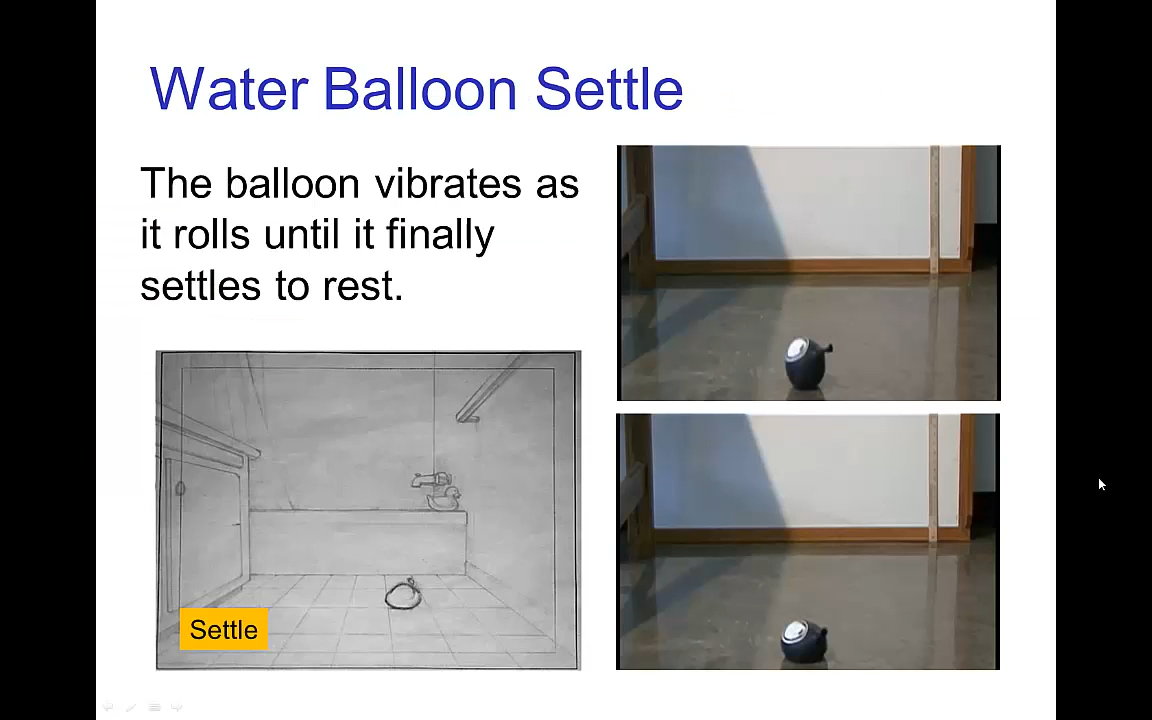 Water Balloon Settle
The balloon vibrates as
it rolls until it finally
settles to rest.
Settle